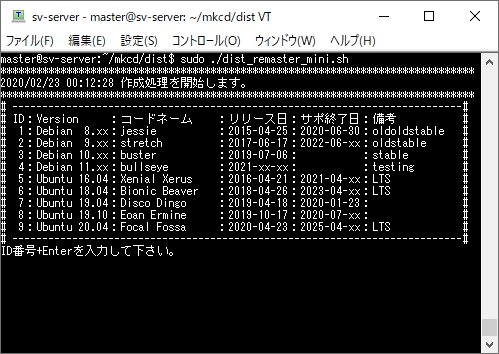 sv-server - master@sv-server: ~/mkcd/dist VT
ファイル(F) 編集(E) 設定(S) コントロール(O) ウィンドウ(W) ヘルプ(H)
master@sv-server:~/mkcd/dist$ sudo ./dist_remaster_mini.sh
*******************************************************************************
2020/02/23 00:12:28 作成処理を開始します。
*******************************************************************************
#-----------------------------------------------------------------------------#
# ID：Version     ：コードネーム    ：リリース日：サポ終了日：備考            #
#  1：Debian  8.xx：jessie          ：2015-04-25：2020-06-30：oldoldstable    #
#  2：Debian  9.xx：stretch         ：2017-06-17：2022-06-xx：oldstable       #
#  3：Debian 10.xx：buster          ：2019-07-06：          ：stable          #
#  4：Debian 11.xx：bullseye        ：2021-xx-xx：          ：testing         #
#  5：Ubuntu 16.04：Xenial Xerus    ：2016-04-21：2021-04-xx：LTS             #
#  6：Ubuntu 18.04：Bionic Beaver   ：2018-04-26：2023-04-xx：LTS             #
#  7：Ubuntu 19.04：Disco Dingo     ：2019-04-18：2020-01-23：                #
#  8：Ubuntu 19.10：Eoan Ermine     ：2019-10-17：2020-07-xx：                #
#  9：Ubuntu 20.04：Focal Fossa     ：2020-04-23：2025-04-xx：LTS             #
#-----------------------------------------------------------------------------#
ID番号+Enterを入力して下さい。